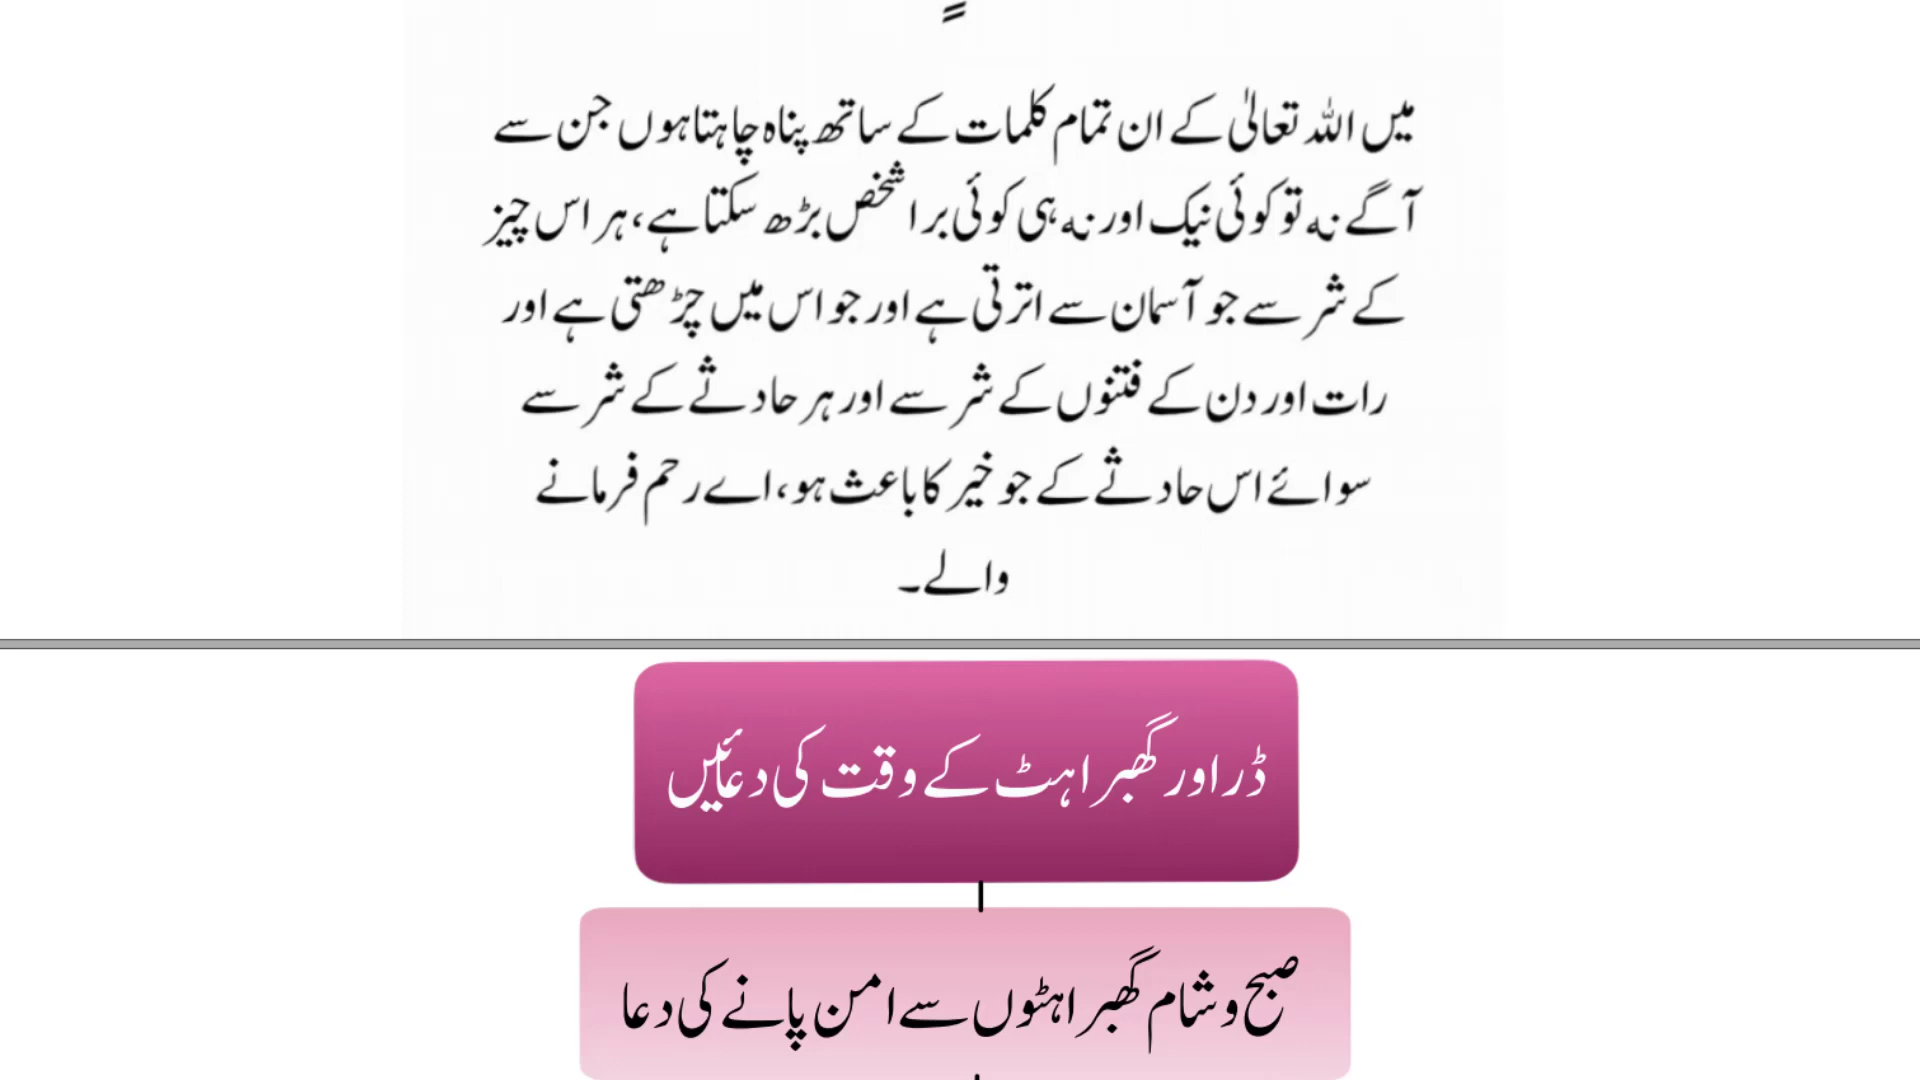 میں اللہ تعالیٰ کے ان تمام کلمات کے ساتھ پناہ چاہتا ہوں جن سے
آگے نہ تو کوئی نیک اور نہ ہی کوئی برا شخص بڑھ سکتا ہے، ہر اس چیز
کے شر سے جو آسمان سے اترتی ہے اور جو اس میں چڑھتی ہے اور
رات اور دن کے فتنوں کے شر سے اور ہر حادثے کے شر سے
سوائے اس حادثے کے جو خیر کا باعث ہو، اے رحم فرمانے
والے۔
ڈر اور گھبراہٹ کے وقت کی دعائیں
صبح و شام گھبراہٹوں سے امن پانے کی دعا